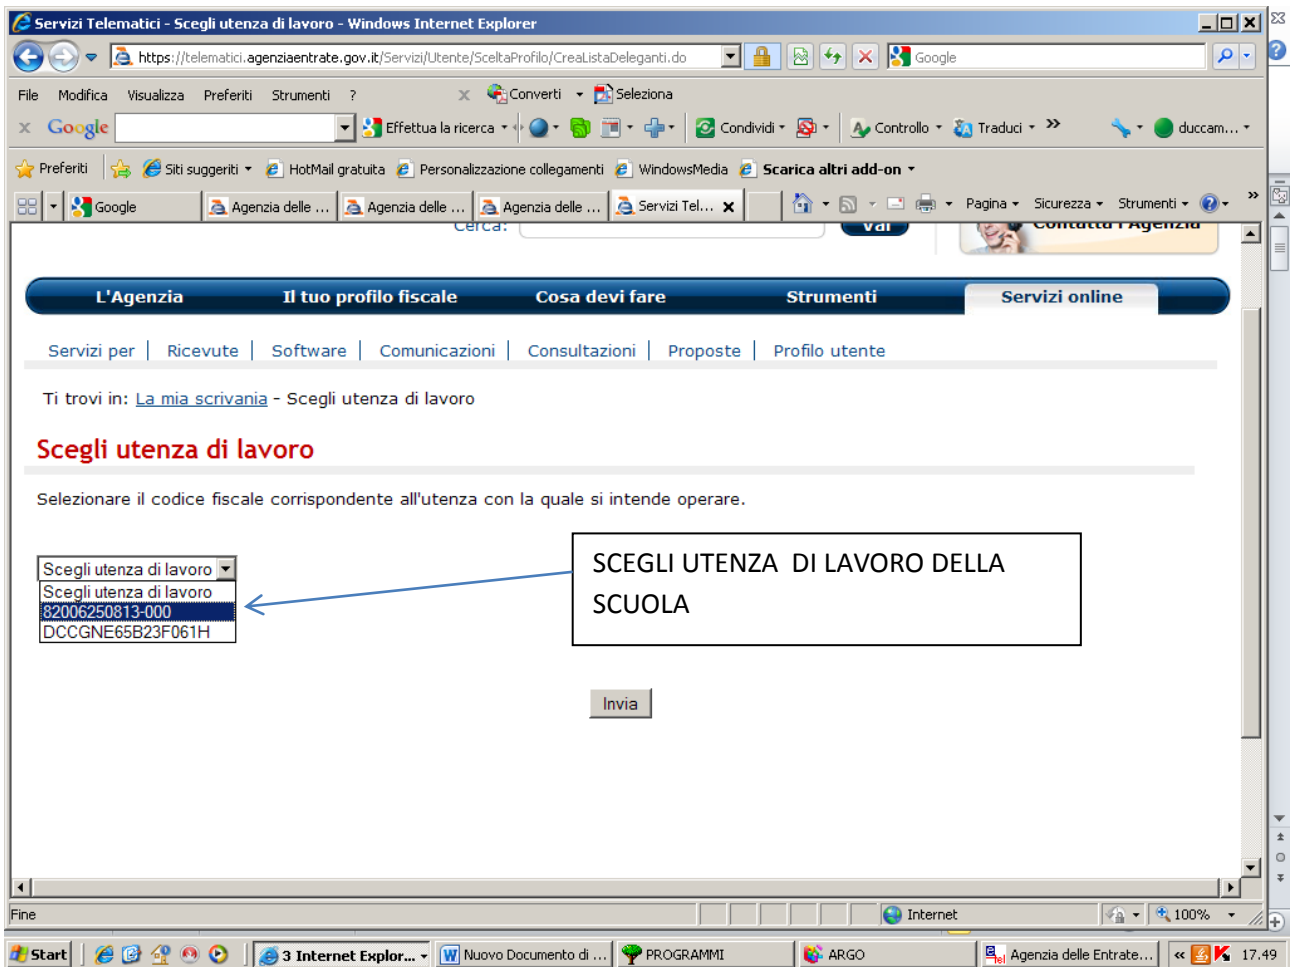 Servizi Telematici - Scegli utenza di lavoro - Windows Internet Explorer
https://telematici.agenziaentrate.gov.it/Servizi/Utente/SceltaProfilo/CreaListaDeleganti.do
Google
File Modifica Visualizza Preferiti Strumenti ? x Converti Seleziona
x Google Effettua la ricerca Condividi Controllo Traduci » duccam...
Preferiti Siti suggeriti HotMail gratuita Personalizzazione collegamenti WindowsMedia Scarica altri add-on
Google Agenzia delle ... Agenzia delle ... Agenzia delle ... Servizi Tel... x Pagina Sicurezza Strumenti »
Cerca: Vai Contatta l'Agenzia
L'Agenzia Il tuo profilo fiscale Cosa devi fare Strumenti Servizi online
Servizi per | Ricevute | Software | Comunicazioni | Consultazioni | Proposte | Profilo utente
Ti trovi in: La mia scrivania - Scegli utenza di lavoro
Scegli utenza di lavoro
Selezionare il codice fiscale corrispondente all'utenza con la quale si intende operare.
Scegli utenza di lavoro
Scegli utenza di lavoro
82006250813-000
DCCGNE65B23F061H
SCEGLI UTENZA DI LAVORO DELLA
SCUOLA
Invia
Fine Internet 100%
Start 3 Internet Explor... Nuovo Documento di ... PROGRAMMI ARGO Agenzia delle Entrate... « 17.49